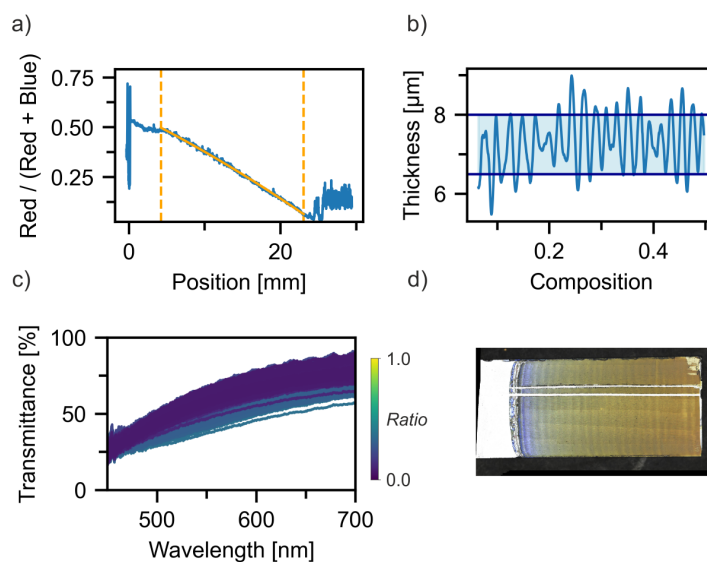 a)
Red / (Red + Blue)
0.75
0.50
0.25
0
20
Position [mm]
b)
Thickness [μm]
8
6
0.2
0.4
Composition
c)
Transmittance [%]
100
50
0
500
600
700
Wavelength [nm]
1.0
Ratio
0.0
d)